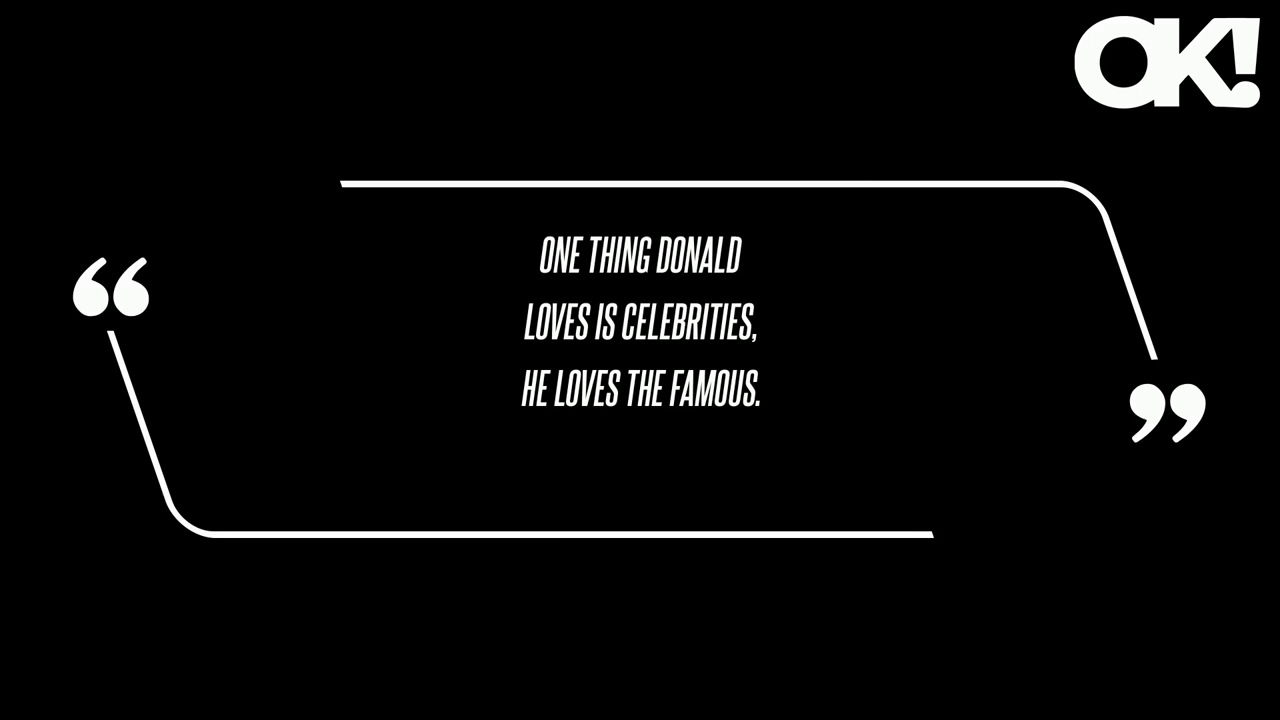 OK!
“
ONE THING DONALD
LOVES IS CELEBRITIES,
HE LOVES THE FAMOUS.
”